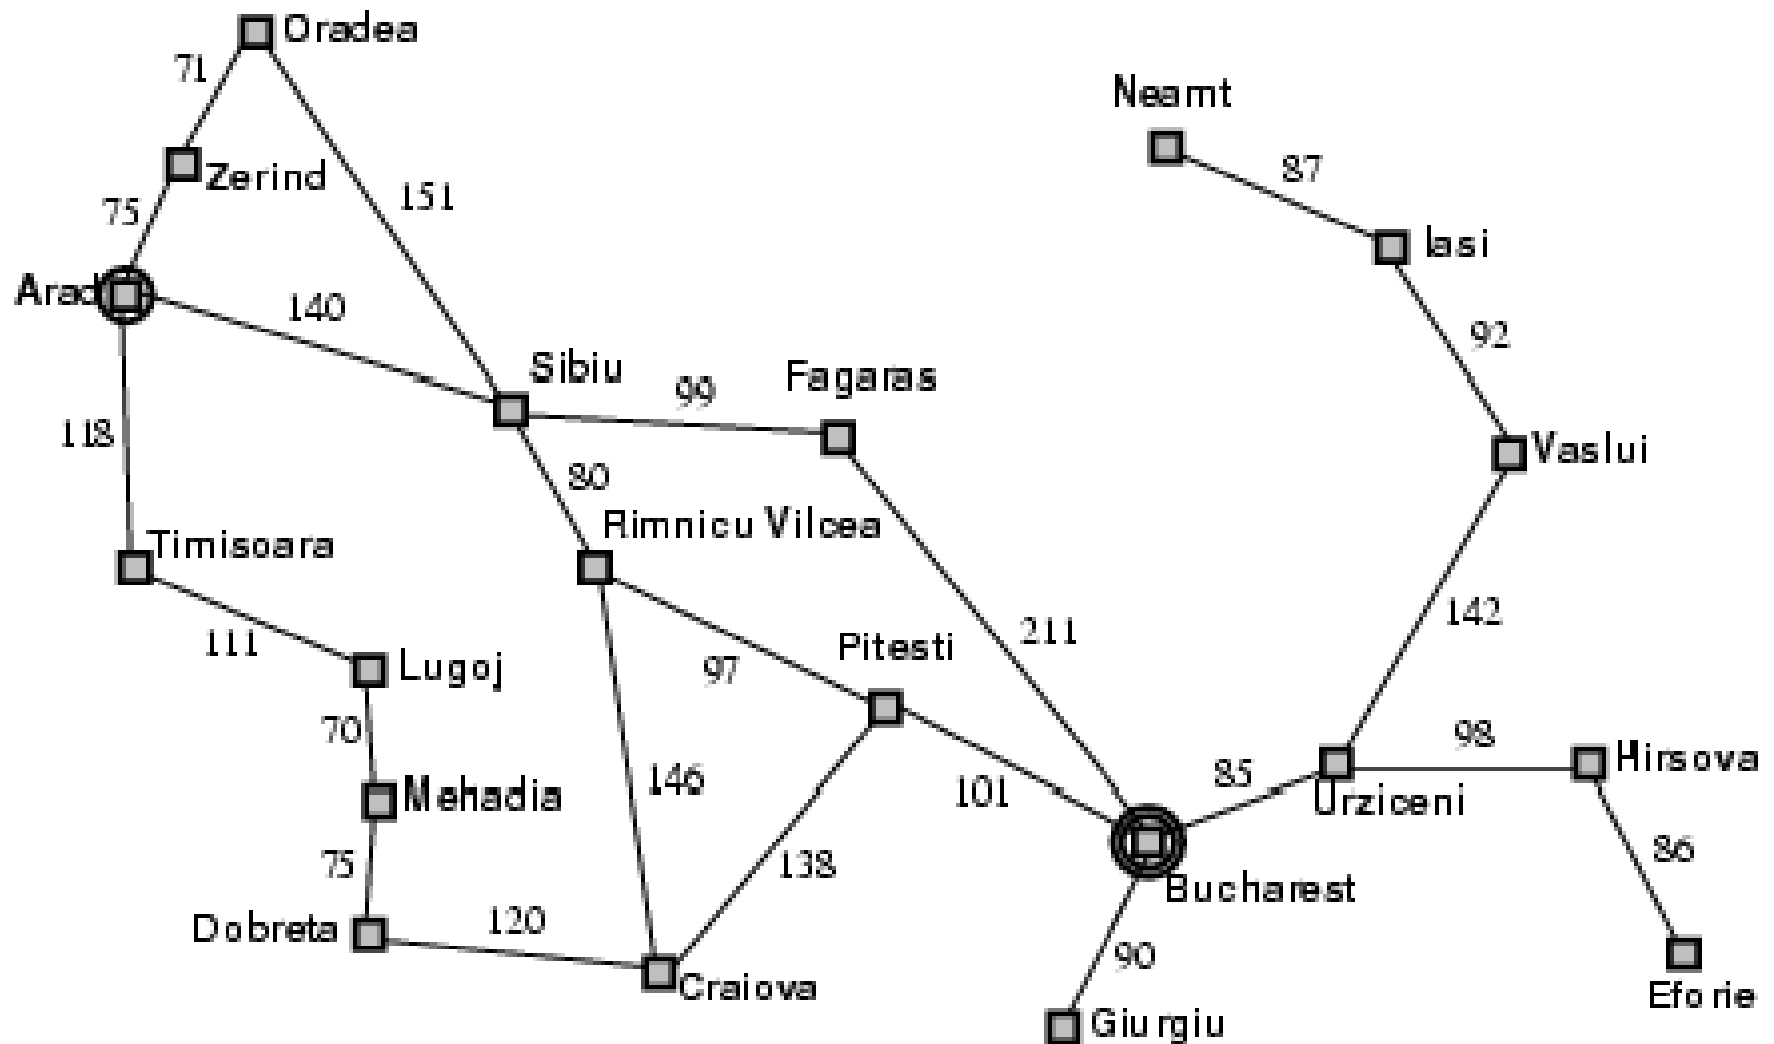 Oradea
71
Neamt
87
Zerind
151
75
Iasi
Arad
140
92
Sibiu
99
Fagaras
118
Vaslui
80
Timisoara
Rimnicu Vilcea
142
111
Lugoj
97
Pitesti
211
70
98
Hirsova
146
101
85
Mehadia
Urziceni
75
138
86
Bucharest
Dobreta
120
90
Craiova
Eforie
Giurgiu